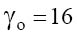 γₒ = 16